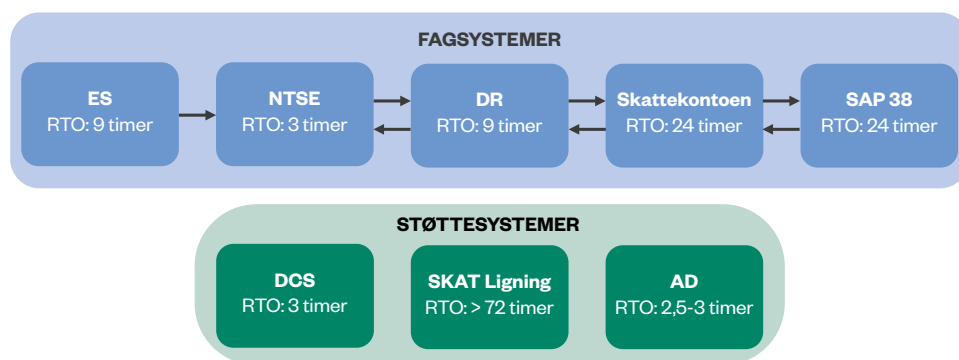 FAGSYSTEMER
ES
RTO: 9 timer
NTSE
RTO: 3 timer
DR
RTO: 9 timer
Skattekontoen
RTO: 24 timer
SAP 38
RTO: 24 timer
STØTTESYSTEMER
DCS
RTO: 3 timer
SKAT Ligning
RTO: > 72 timer
AD
RTO: 2,5-3 timer